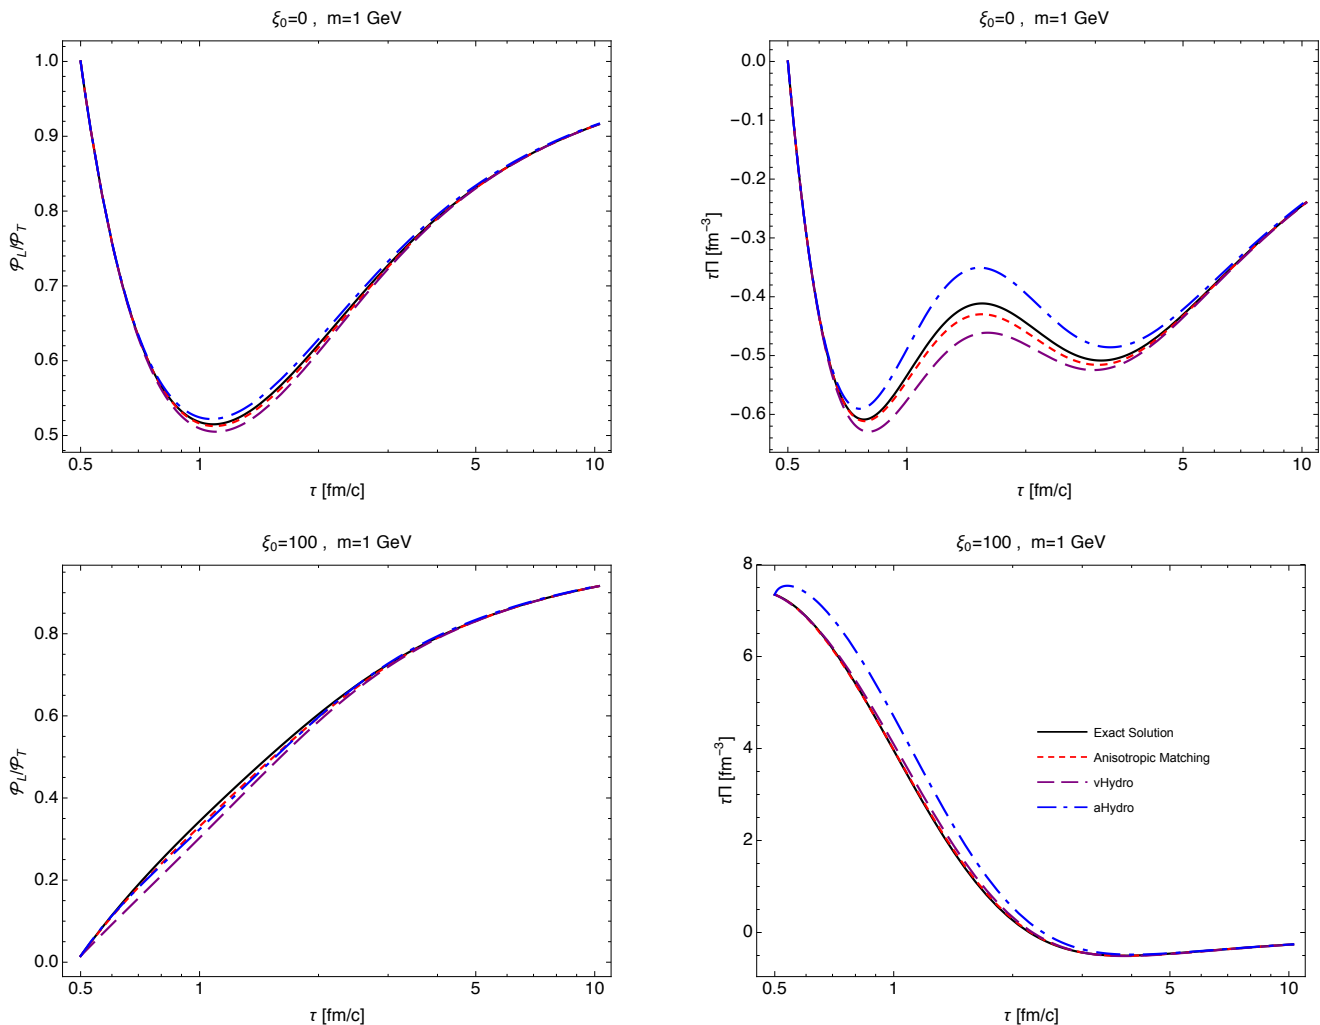 ξ0=0 , m=1 GeV
1.0
0.9
0.8
0.7
0.6
0.5
𝒫L/𝒫T
0.5 1 5 10
τ [fm/c]
ξ0=0 , m=1 GeV
0.0
−0.1
−0.2
−0.3
−0.4
−0.5
−0.6
τΠ [fm−3]
0.5 1 5 10
τ [fm/c]
ξ0=100 , m=1 GeV
0.8
0.6
0.4
0.2
0.0
𝒫L/𝒫T
0.5 1 5 10
τ [fm/c]
ξ0=100 , m=1 GeV
8
6
4
2
0
τΠ [fm−3]
Exact Solution
Anisotropic Matching
vHydro
aHydro
0.5 1 5 10
τ [fm/c]